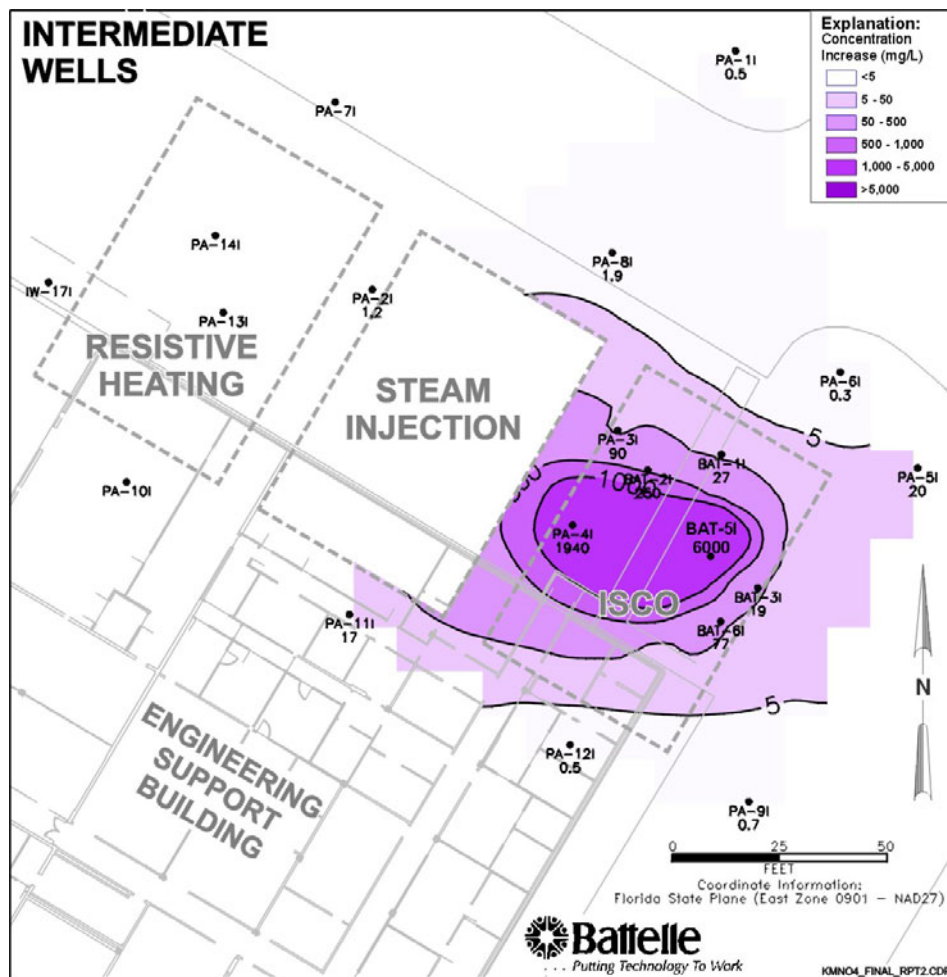 INTERMEDIATE
WELLS
Explanation:
Concentration
Increase (mg/L)
<5
5 - 50
50 - 500
500 - 1,000
1,000 - 5,000
>5,000
PA-1I
0.5
PA-7I
PA-14I
PA-8I
1.9
IW-17I
PA-2I
1.2
PA-13I
RESISTIVE
HEATING
STEAM
INJECTION
PA-6I
0.3
5
PA-3I
90
BAT-1I
27
PA-5I
20
BAT-2I
260
PA-10I
PA-4I
1940
BAT-5I
6000
ISCO
BAT-3I
19
BAT-6I
77
PA-11I
17
N
5
ENGINEERING
SUPPORT
BUILDING
PA-12I
0.5
PA-9I
0.7
0 25 50
FEET
Coordinate Information:
Florida State Plane (East Zone 0901 – NAD27)
Battelle
. . . Putting Technology To Work